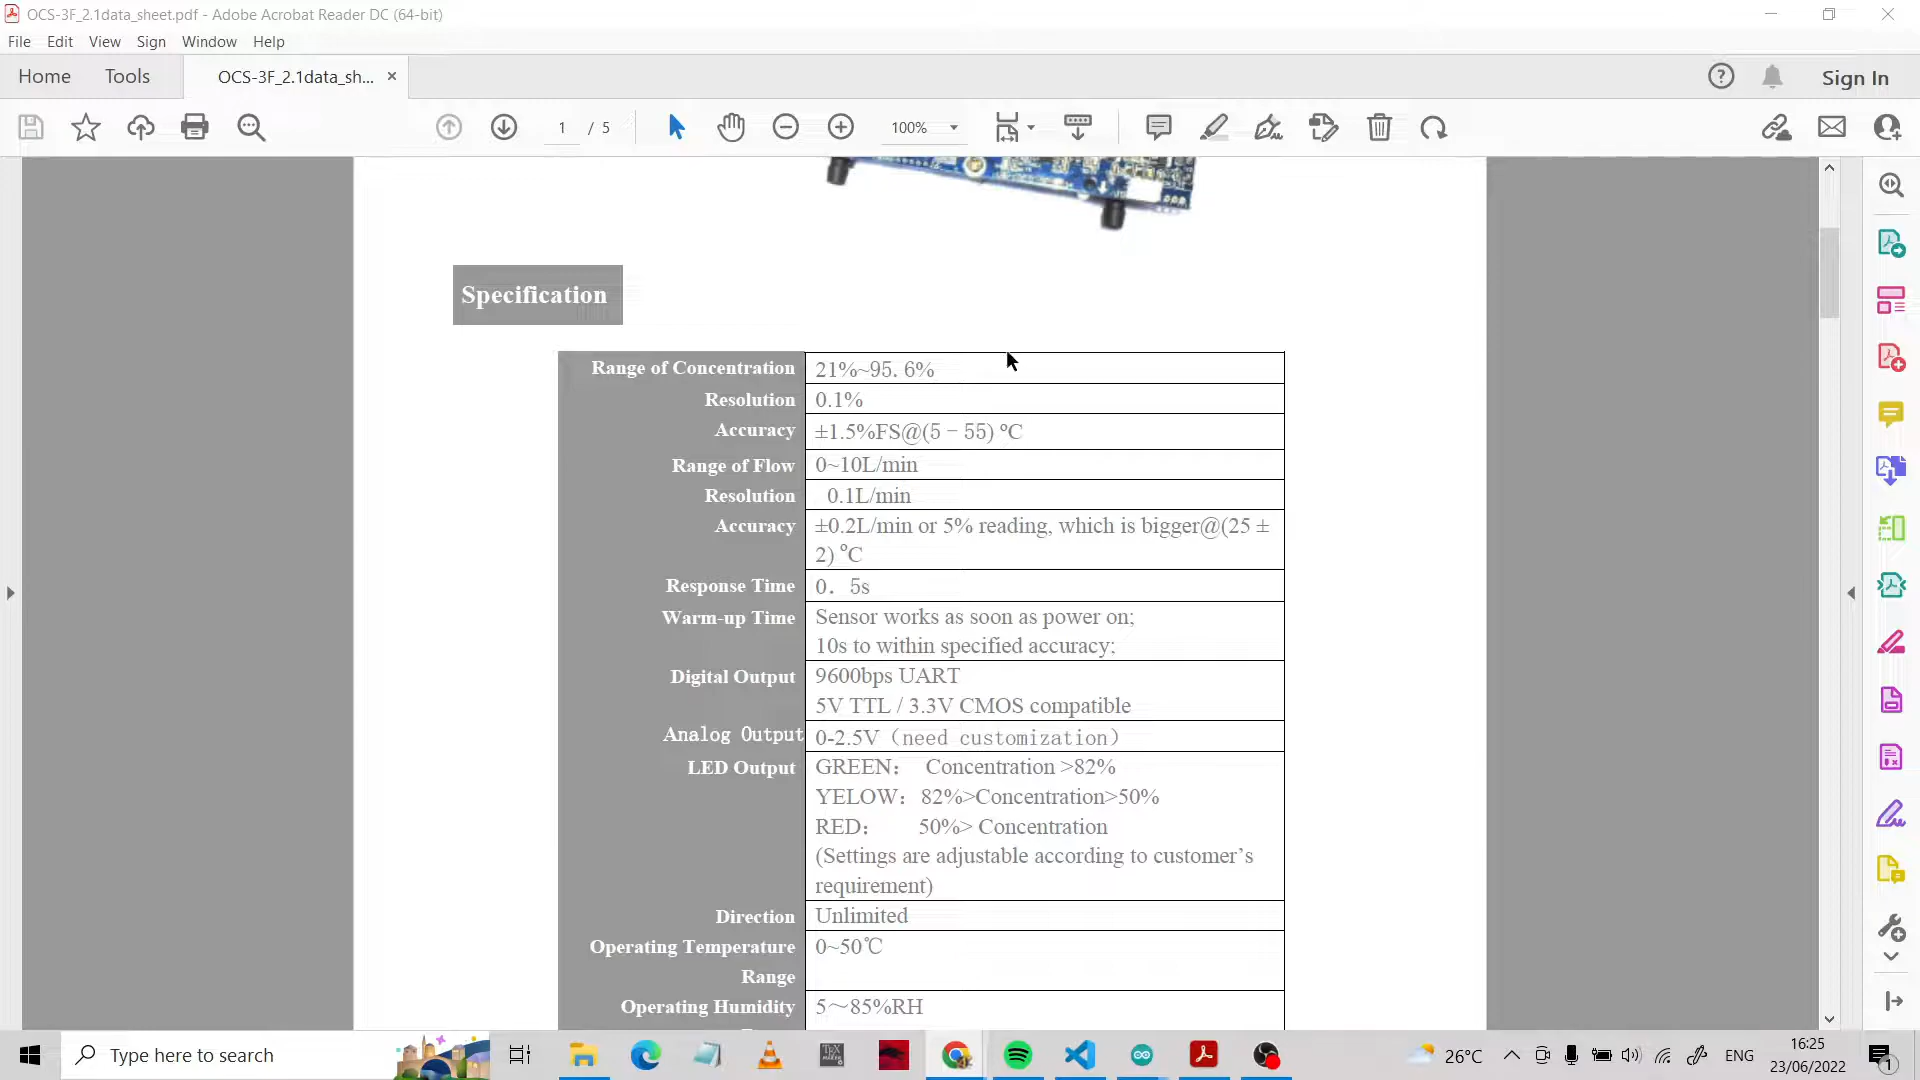 OCS-3F_2.1data_sheet.pdf - Adobe Acrobat Reader DC (64-bit)
File Edit View Sign Window Help
Home Tools OCS-3F_2.1data_sh... × Sign In
1 / 5 100%
Specification
Range of Concentration 21%~95. 6%
Resolution 0.1%
Accuracy ±1.5%FS@(5－55) ºC
Range of Flow 0~10L/min
Resolution 0.1L/min
Accuracy ±0.2L/min or 5% reading, which is bigger@(25 ±
2) ºC
Response Time 0. 5s
Warm-up Time Sensor works as soon as power on;
10s to within specified accuracy;
Digital Output 9600bps UART
5V TTL / 3.3V CMOS compatible
Analog Output 0-2.5V（need customization）
LED Output GREEN： Concentration >82%
YELOW：82%>Concentration>50%
RED： 50%> Concentration
(Settings are adjustable according to customer's
requirement)
Direction Unlimited
Operating Temperature 0~50℃
Range
Operating Humidity 5～85%RH
Type here to search
26°C ENG
16:25
23/06/2022
1